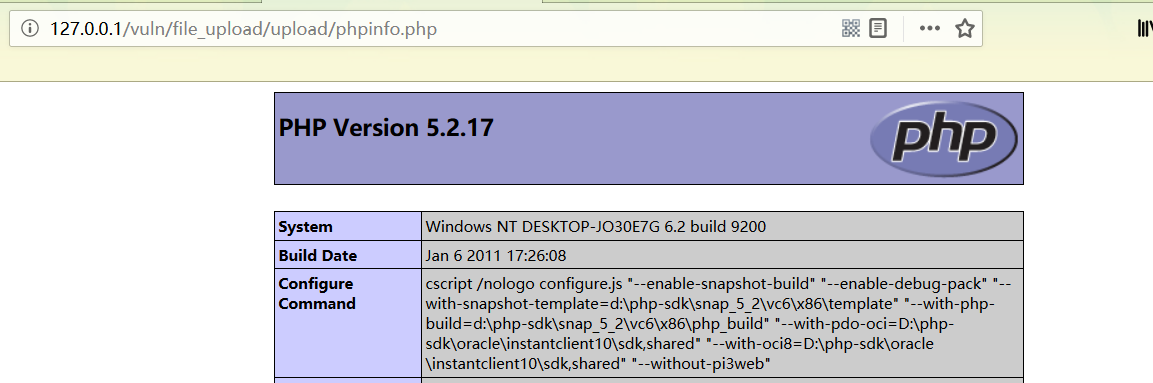 127.0.0.1/vuln/file_upload/upload/phpinfo.php
PHP Version 5.2.17
php
System Windows NT DESKTOP-JO30E7G 6.2 build 9200
Build Date Jan 6 2011 17:26:08
Configure Command cscript /nologo configure.js "--enable-snapshot-build" "--enable-debug-pack" "--
with-snapshot-template=d:\php-sdk\snap_5_2\vc6\x86\template" "--with-php-
build=d:\php-sdk\snap_5_2\vc6\x86\php_build" "--with-pdo-oci=D:\php-
sdk\oracle\instantclient10\sdk,shared" "--with-oci8=D:\php-sdk\oracle
\instantclient10\sdk,shared" "--without-pi3web"